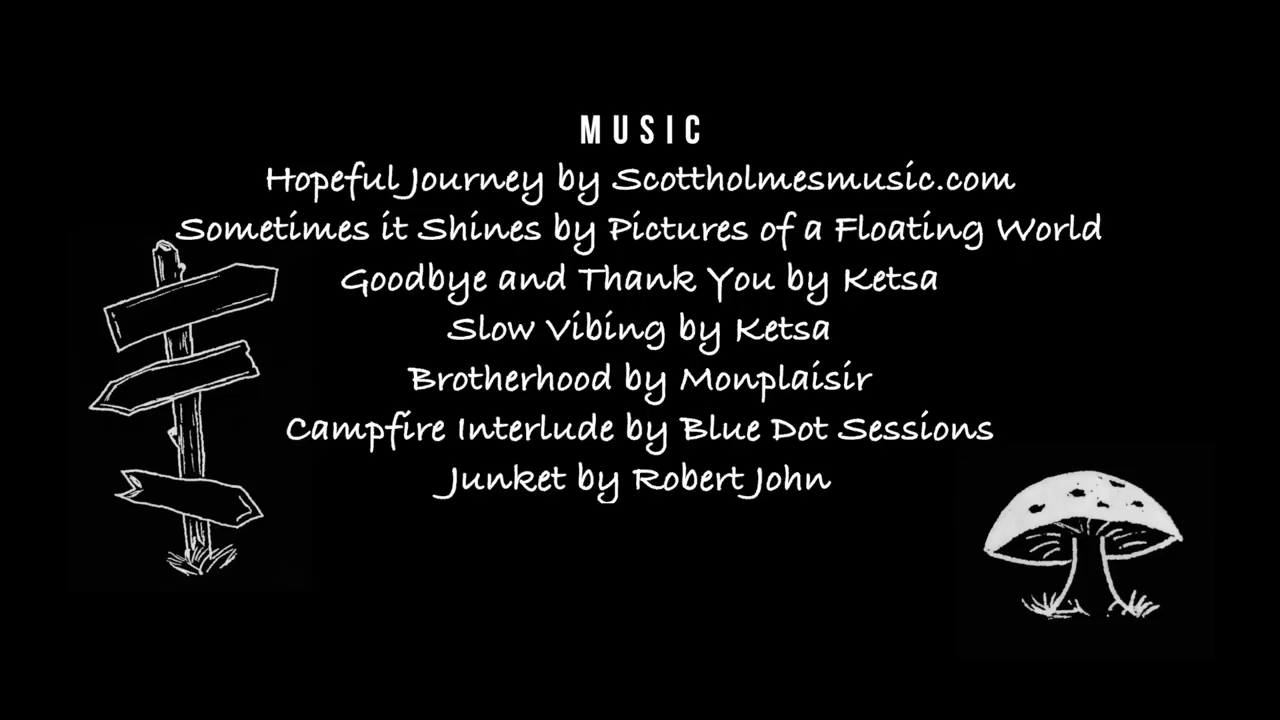 MUSIC
Hopeful Journey by Scottholmesmusic.com
Sometimes it Shines by Pictures of a Floating World
Goodbye and Thank You by Ketsa
Slow Vibing by Ketsa
Brotherhood by Monplaisir
Campfire Interlude by Blue Dot Sessions
Junket by Robert John